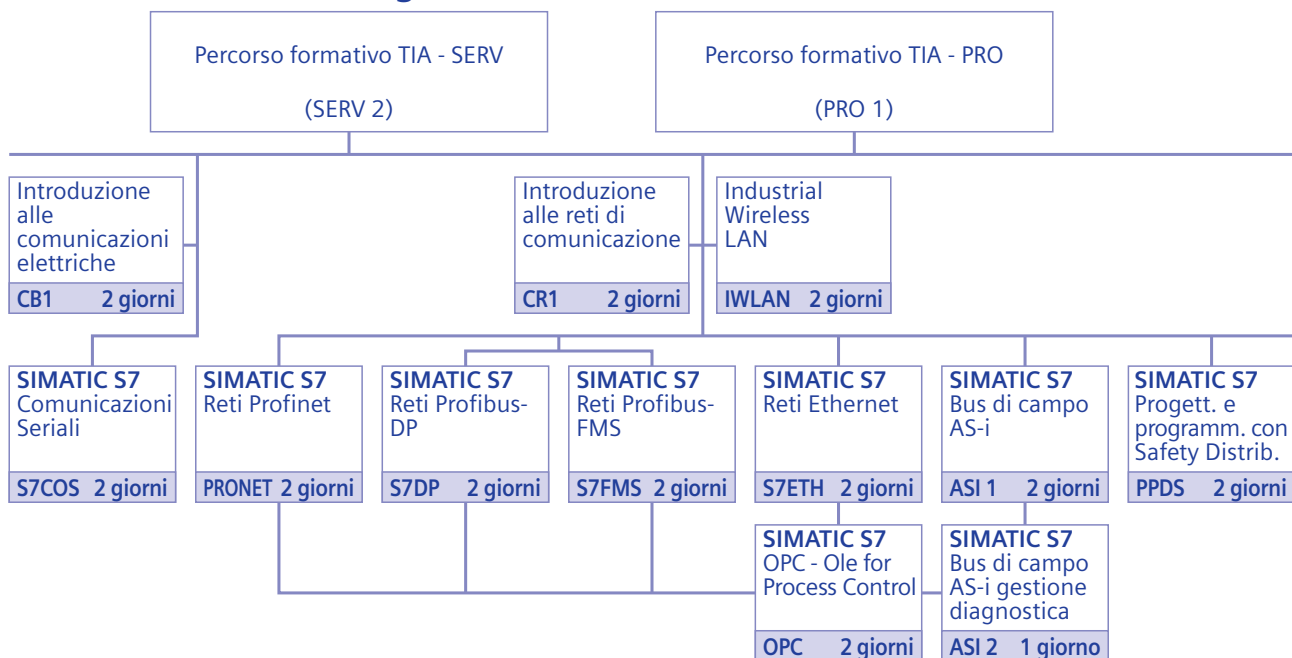 Percorso formativo TIA - SERV
(SERV 2)
Percorso formativo TIA - PRO
(PRO 1)
Introduzione
alle
comunicazioni
elettriche
CB1 2 giorni
Introduzione
alle reti di
comunicazione
CR1 2 giorni
Industrial
Wireless
LAN
IWLAN 2 giorni
SIMATIC S7
Comunicazioni
Seriali
S7COS 2 giorni
SIMATIC S7
Reti Profinet
PRONET 2 giorni
SIMATIC S7
Reti Profibus-
DP
S7DP 2 giorni
SIMATIC S7
Reti Profibus-
FMS
S7FMS 2 giorni
SIMATIC S7
Reti Ethernet
S7ETH 2 giorni
SIMATIC S7
Bus di campo
AS-i
ASI 1 2 giorni
SIMATIC S7
Progett. e
programm. con
Safety Distrib.
PPDS 2 giorni
SIMATIC S7
OPC - Ole for
Process Control
OPC 2 giorni
SIMATIC S7
Bus di campo
AS-i gestione
diagnostica
ASI 2 1 giorno